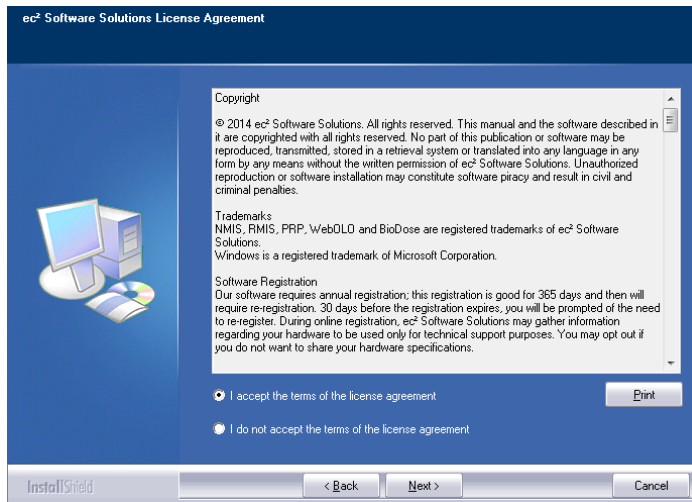 ec² Software Solutions License Agreement
Copyright
© 2014 ec² Software Solutions. All rights reserved. This manual and the software described in
it are copyrighted with all rights reserved. No part of this publication or software may be
reproduced, transmitted, stored in a retrieval system or translated into any language in any
form by any means without the written permission of ec² Software Solutions. Unauthorized
reproduction or software installation may constitute software piracy and result in civil and
criminal penalties.
Trademarks
NMIS, RMIS, PRP, WebOLO and BioDose are registered trademarks of ec² Software
Solutions.
Windows is a registered trademark of Microsoft Corporation.
Software Registration
Our software requires annual registration; this registration is good for 365 days and then will
require re-registration. 30 days before the registration expires, you will be prompted of the need
to re-register. During online registration, ec² Software Solutions may gather information
regarding your hardware to be used only for technical support purposes. You may opt out if
you do not want to share your hardware specifications.
I accept the terms of the license agreement
Print
I do not accept the terms of the license agreement
InstallShield
< Back
Next >
Cancel